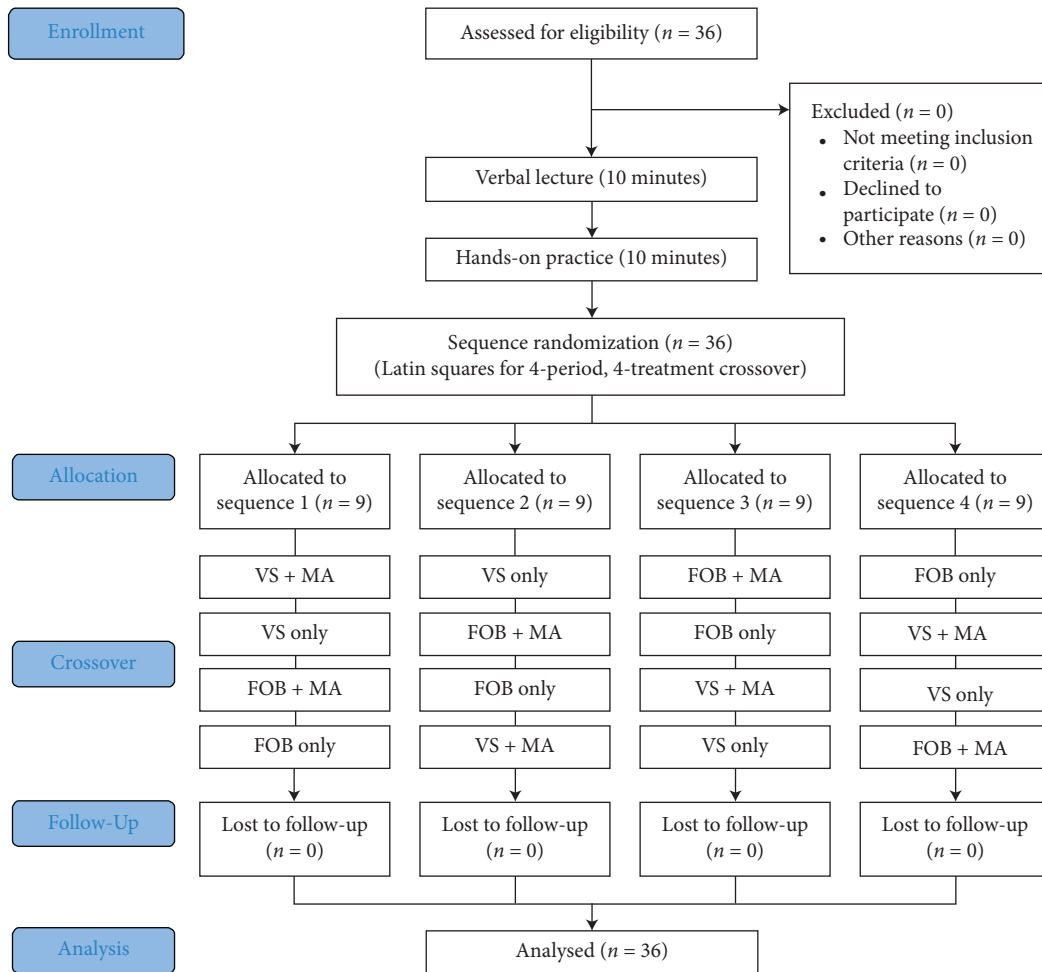 Enrollment
Assessed for eligibility (n = 36)
Excluded (n = 0)
• Not meeting inclusion
criteria (n = 0)
• Declined to
participate (n = 0)
• Other reasons (n = 0)
Verbal lecture (10 minutes)
Hands-on practice (10 minutes)
Sequence randomization (n = 36)
(Latin squares for 4-period, 4-treatment crossover)
Allocation
Allocated to
sequence 1 (n = 9)
Allocated to
sequence 2 (n = 9)
Allocated to
sequence 3 (n = 9)
Allocated to
sequence 4 (n = 9)
Crossover
VS + MA
VS only
FOB + MA
FOB only
VS only
FOB + MA
FOB only
VS + MA
FOB + MA
FOB only
VS + MA
VS only
FOB only
VS + MA
VS only
FOB + MA
Follow-Up
Lost to follow-up
(n = 0)
Lost to follow-up
(n = 0)
Lost to follow-up
(n = 0)
Lost to follow-up
(n = 0)
Analysis
Analysed (n = 36)